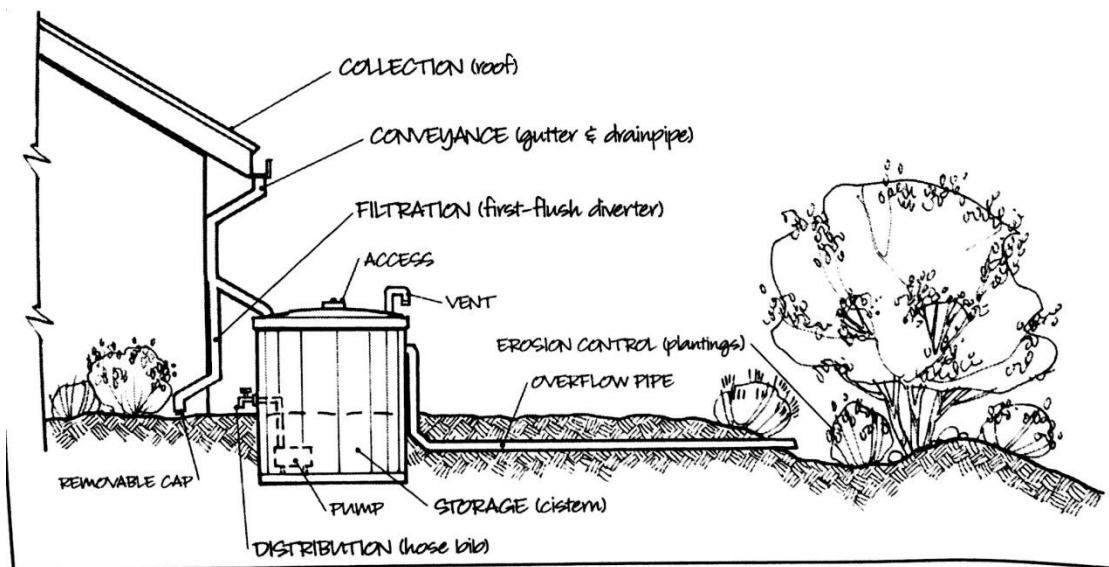 COLLECTION (roof)
CONVEYANCE (gutter & drainpipe)
FILTRATION (first-flush diverter)
ACCESS
VENT
EROSION CONTROL (plantings)
OVERFLOW PIPE
REMOVABLE CAP
PUMP
STORAGE (cistern)
DISTRIBUTION (hose bib)